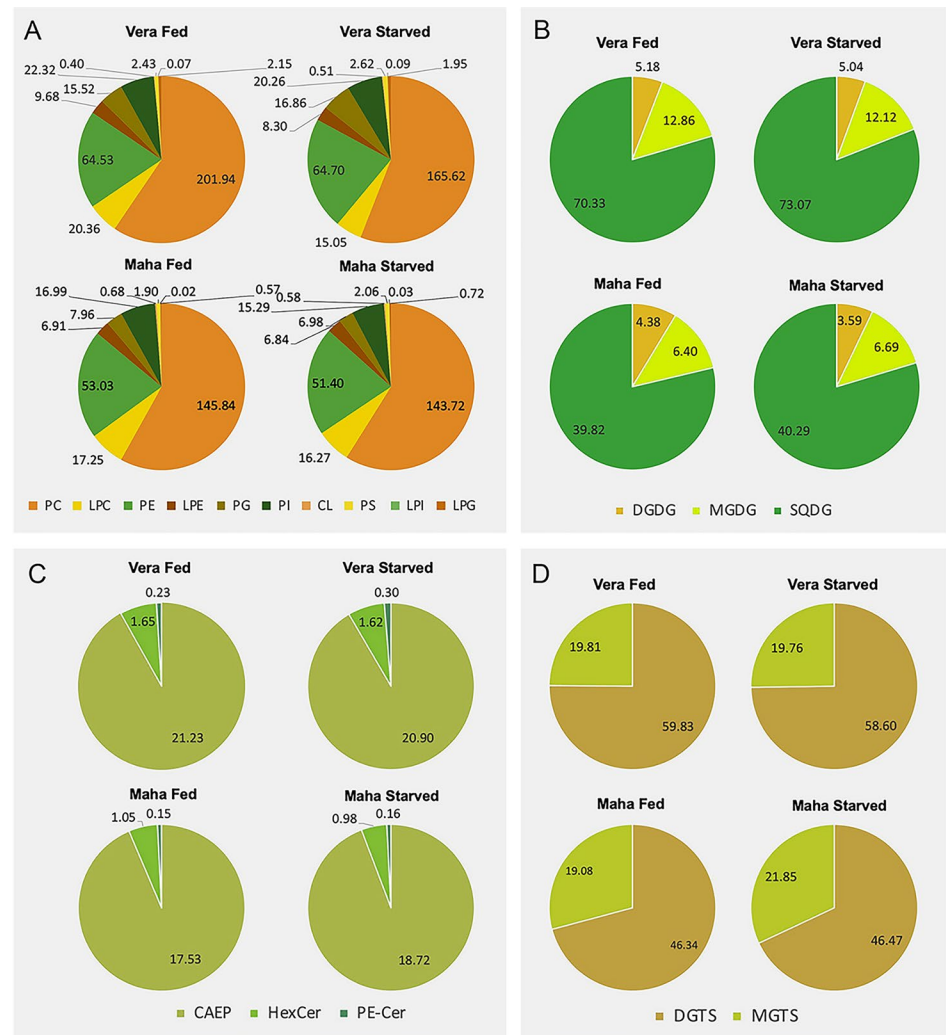 A
Vera Fed
Vera Starved
22.32 0.40 2.43 0.07 2.15
15.52
9.68
64.53
20.36
201.94
20.26 0.51 2.62 0.09 1.95
16.86
8.30
64.70
15.05
165.62
Maha Fed
Maha Starved
16.99 0.68 1.90 0.02 0.57
7.96
6.91
53.03
17.25
145.84
15.29 0.58 2.06 0.03 0.72
6.98
6.84
51.40
16.27
143.72
PC LPC PE LPE PG PI CL PS LPI LPG
B
Vera Fed
Vera Starved
5.18
12.86
70.33
5.04
12.12
73.07
Maha Fed
Maha Starved
4.38
6.40
39.82
3.59
6.69
40.29
DGDG MGDG SQDG
C
Vera Fed
Vera Starved
0.23
1.65
21.23
0.30
1.62
20.90
Maha Fed
Maha Starved
1.05 0.15
17.53
0.98 0.16
18.72
CAEP HexCer PE-Cer
D
Vera Fed
Vera Starved
19.81
59.83
19.76
58.60
Maha Fed
Maha Starved
19.08
46.34
21.85
46.47
DGTS MGTS